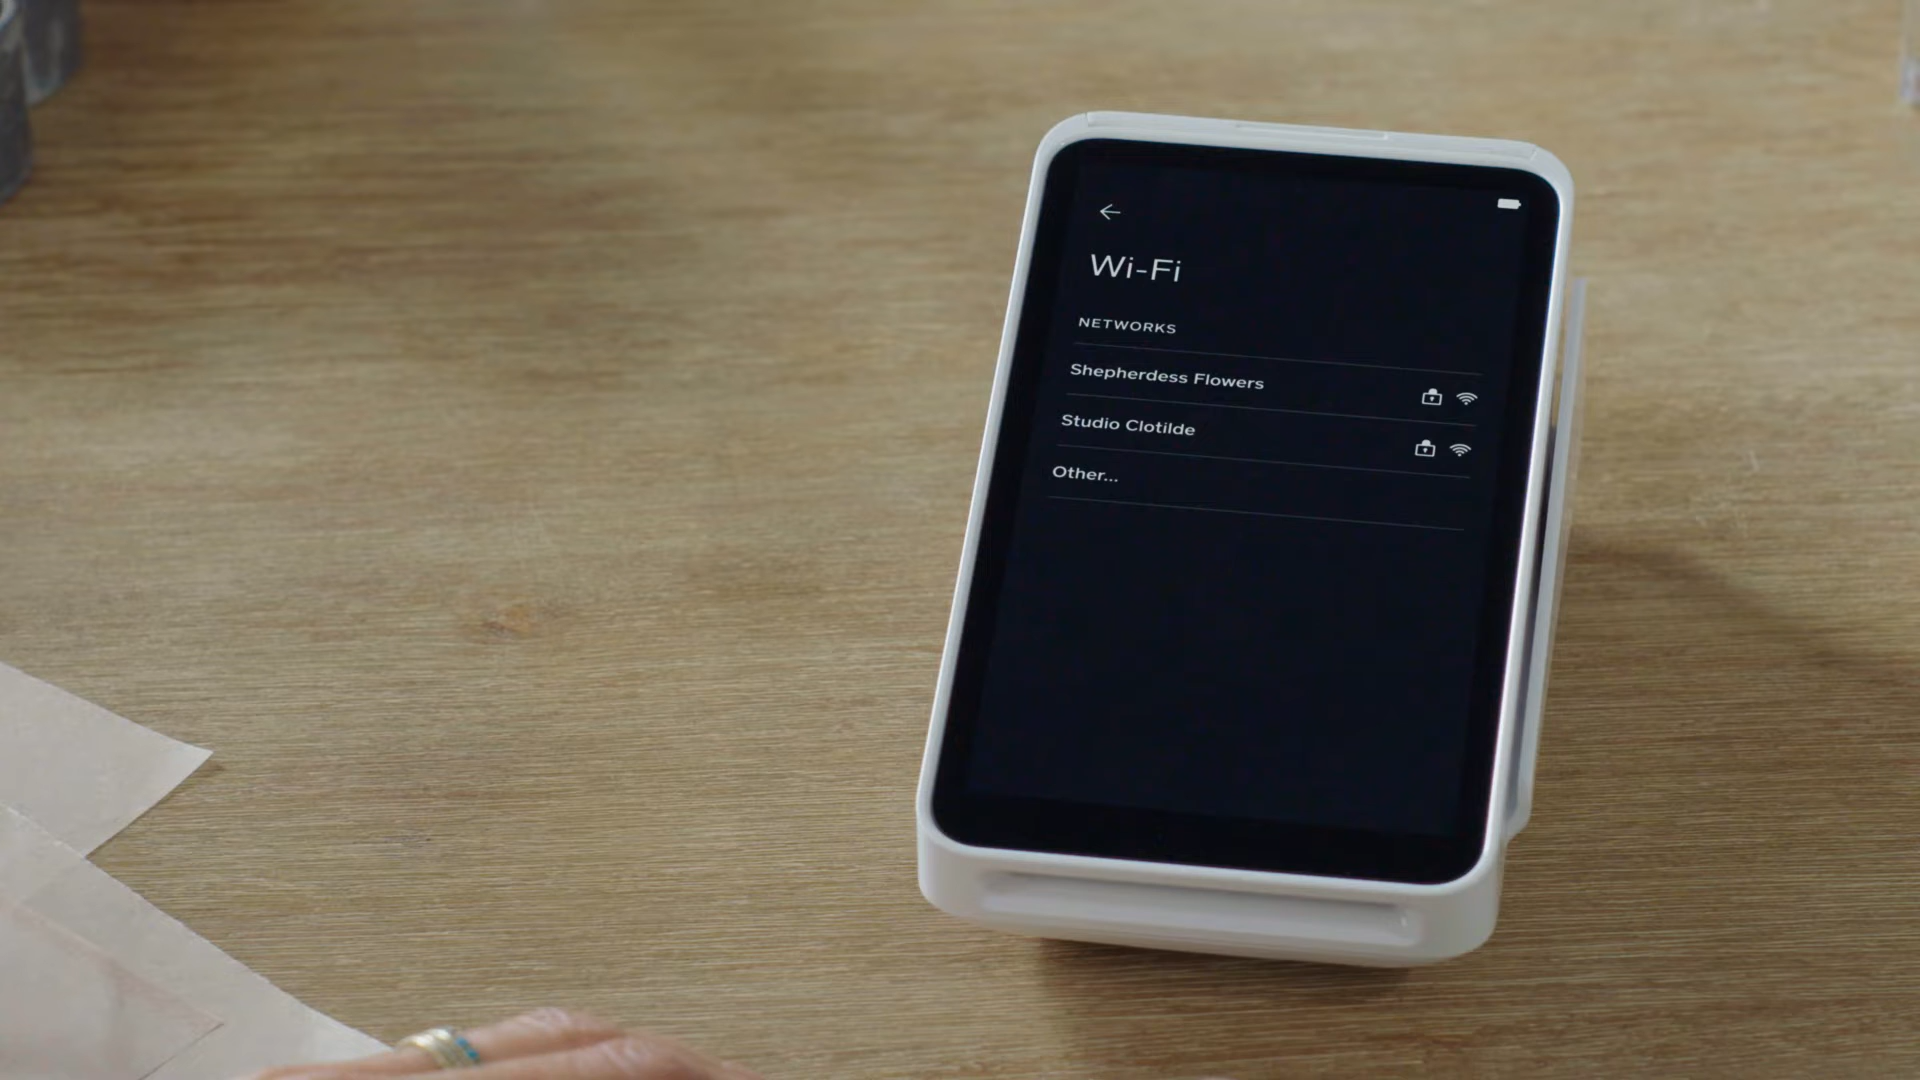 Wi-Fi
NETWORKS
Shepherdess Flowers
Studio Clotilde
Other...